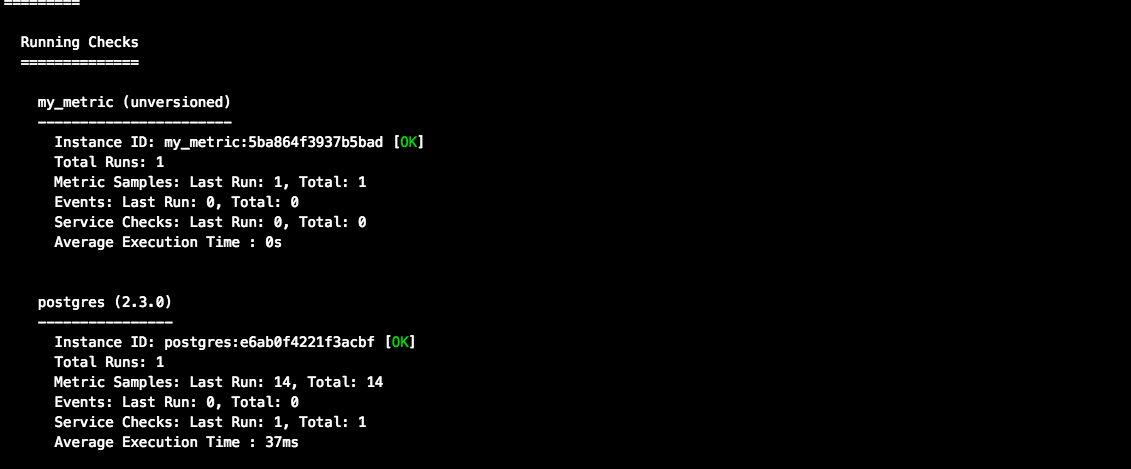 =========
Running Checks
==============
my_metric (unversioned)
-----------------------
Instance ID: my_metric:5ba864f3937b5bad [OK]
Total Runs: 1
Metric Samples: Last Run: 1, Total: 1
Events: Last Run: 0, Total: 0
Service Checks: Last Run: 0, Total: 0
Average Execution Time : 0s
postgres (2.3.0)
----------------
Instance ID: postgres:e6ab0f4221f3acbf [OK]
Total Runs: 1
Metric Samples: Last Run: 14, Total: 14
Events: Last Run: 0, Total: 0
Service Checks: Last Run: 1, Total: 1
Average Execution Time : 37ms